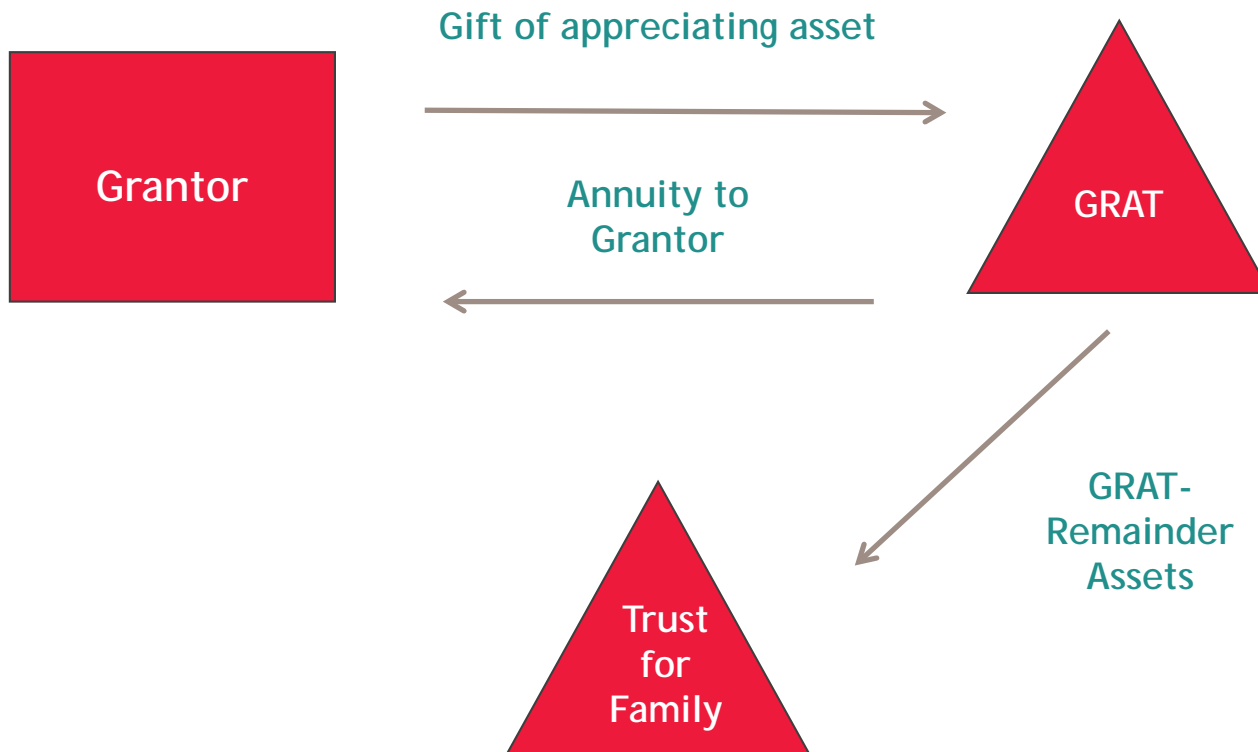 Gift of appreciating asset
Grantor
Annuity to
Grantor
GRAT
GRAT-
Remainder
Assets
Trust
for
Family